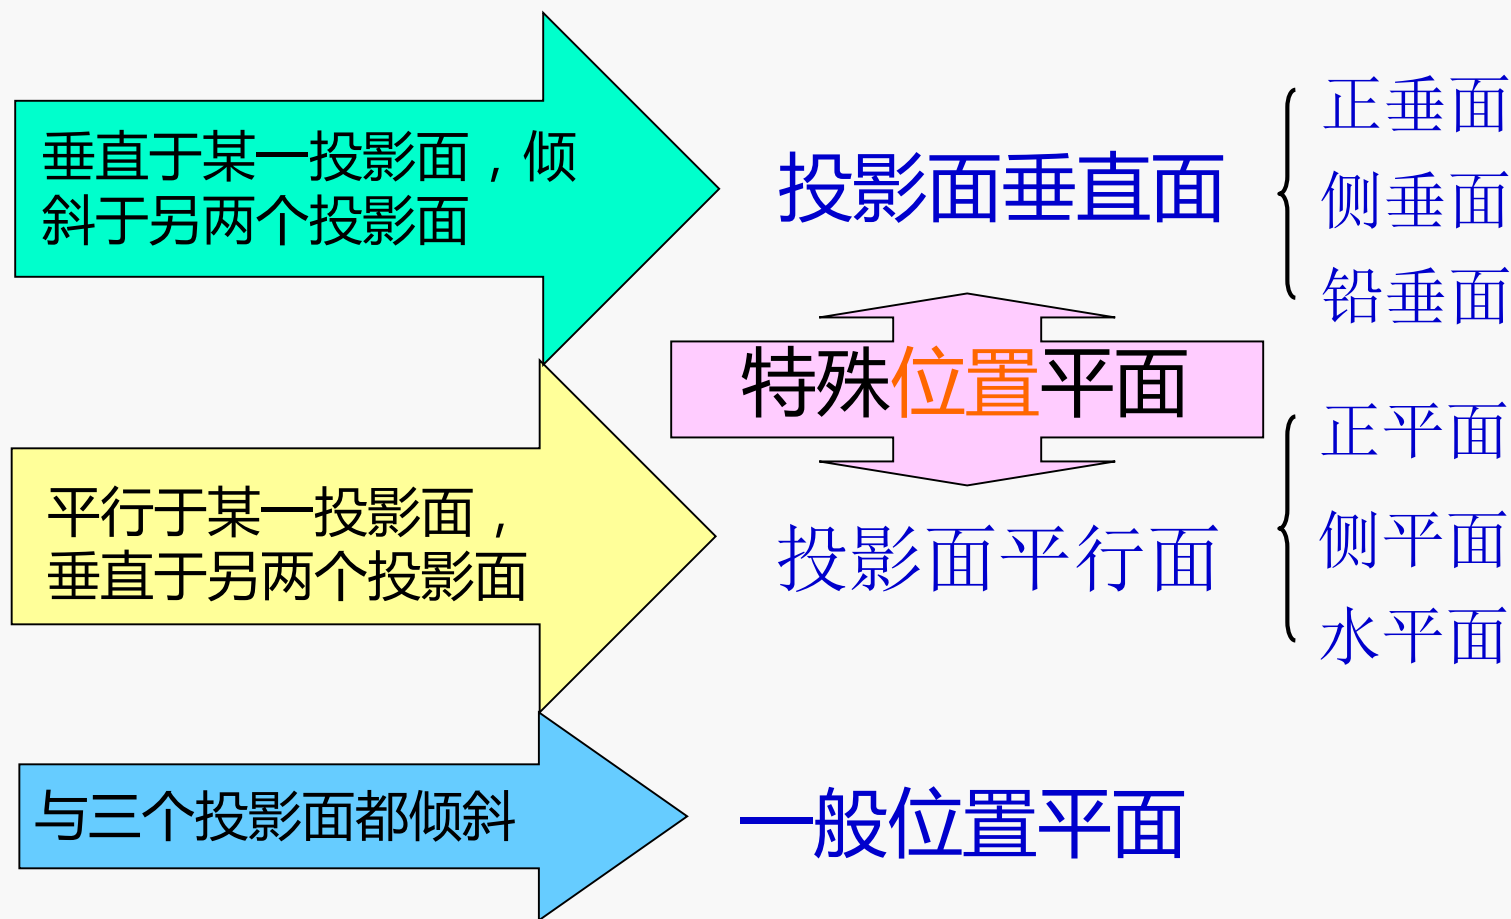 垂直于某一投影面，倾
斜于另两个投影面
投影面垂直面
正垂面
侧垂面
铅垂面
特殊位置平面
平行于某一投影面，
垂直于另两个投影面
投影面平行面
正平面
侧平面
水平面
与三个投影面都倾斜
一般位置平面